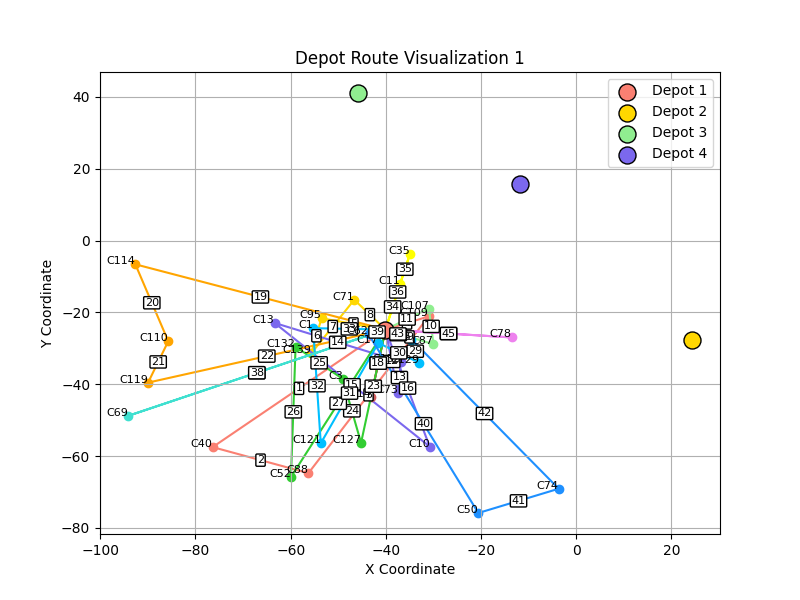 Depot Route Visualization 1
Depot 1
Depot 2
Depot 3
Depot 4
Y Coordinate
40
20
0
−20
−40
−60
−80
−100
−80
−60
−40
−20
0
20
X Coordinate
C35
C114
35
C11
36
19
C71
20
34
C107
C95
8
11
C13
C1
7
10
6
39
43
45
C78
C110
14
C132
C139
C87
22
30
29
21
25
18
38
C3
13
C119
1
32
15
23
16
31
27
C69
26
24
40
42
C121
C127
C10
C40
2
C52
C88
C74
41
C50